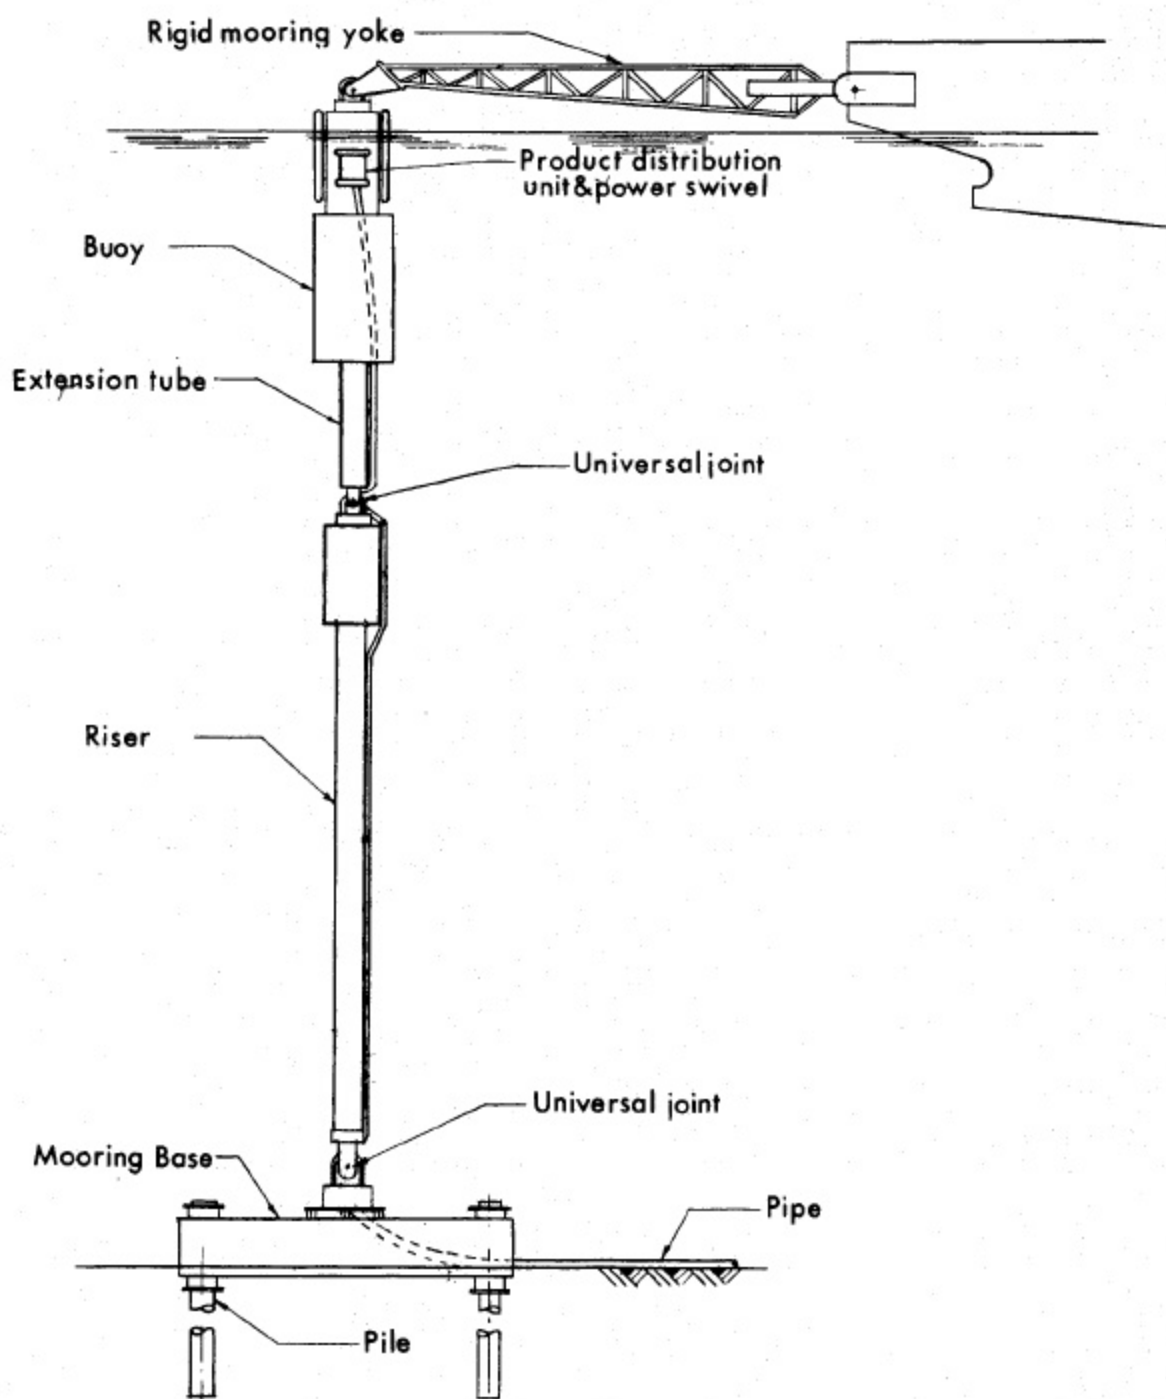 Rigid mooring yoke
Product distribution
unit&power swivel
Buoy
Extension tube
Universal joint
Riser
Universal joint
Mooring Base
Pipe
Pile